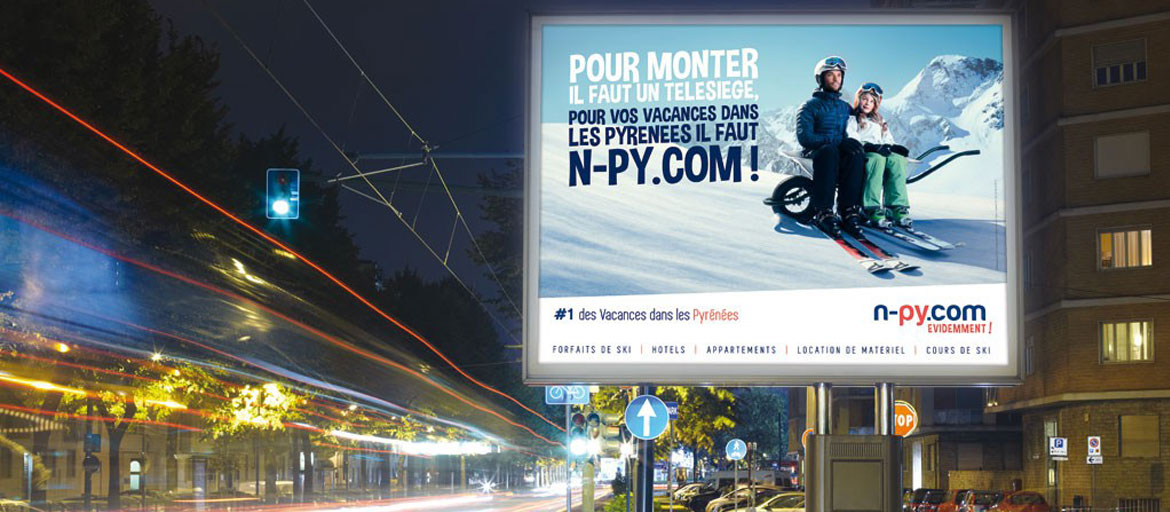 POUR MONTER
IL FAUT UN TELESIEGE,
POUR VOS VACANCES DANS
LES PYRENEES IL FAUT
N-PY.COM !
#1 des Vacances dans les Pyrénées
n-py.com
EVIDEMMENT !
FORFAITS DE SKI | HOTELS | APPARTEMENTS | LOCATION DE MATERIEL | COURS DE SKI
STOP
P